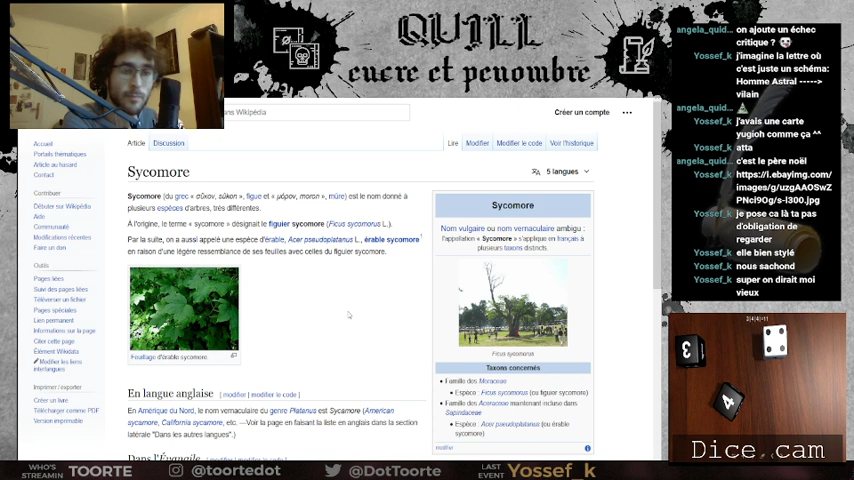 QUILL
encre et penombre
ans Wikipédia
Créer un compte
Article
Discussion
Lire
Modifier
Modifier le code
Voir l'historique
Accueil
Portails thématiques
Article au hasard
Contact
Contribuer
Débuter sur Wikipédia
Aide
Communauté
Modifications récentes
Faire un don
Outils
Pages liées
Suivi des pages liées
Téléverser un fichier
Pages spéciales
Lien permanent
Informations sur la page
Citer cette page
Élément Wikidata
Modifier les liens
interlangues
Imprimer / exporter
Créer un livre
Télécharger comme PDF
Version imprimable
Sycomore
5 langues
Sycomore (du grec « σῦκον, sûkon », figue et « μόρον, moron », mûre) est le nom donné à
plusieurs espèces d'arbres, très différentes.
À l'origine, le terme « sycomore » désignait le figuier sycomore (Ficus sycomorus L.).
Par la suite, on a aussi appelé une espèce d'érable, Acer pseudoplatanus L., érable sycomore1
en raison d'une légère ressemblance de ses feuilles avec celles du figuier sycomore.
Feuillage d'érable sycomore.
En langue anglaise [ modifier | modifier le code ]
En Amérique du Nord, le nom vernaculaire du genre Platanus est Sycamore (American
sycamore, California sycamore, etc. —Voir la page en faisant la liste en anglais dans la section
latérale "Dans les autres langues".)
Dans l'Évangile [ modifier | modifier le code ]
Sycomore
Nom vulgaire ou nom vernaculaire ambigu :
l'appellation « Sycomore » s'applique en français à
plusieurs taxons distincts.
Ficus sycomorus
Taxons concernés
• Famille des Moraceae
• Espèce : Ficus sycomorus (ou figuier sycomore)
• Famille des Aceraceae maintenant incluse dans
Sapindaceae
• Espèce : Acer pseudoplatanus (ou érable
sycomore)
Modifier
angela_quid... on ajoute un échec
critique ?
Yossef_k j'imagine la lettre où
c'est juste un schéma:
Homme Astral ----->
vilain
angela_quid...
Yossef_k j'avais une carte
yugioh comme ça ^^
Yossef_k atta
angela_quid... c'est le père noël
Yossef_k https://i.ebayimg.com/
images/g/uzgAAOSwZ
PNci9Og/s-l300.jpg
Yossef_k je pose ca là ta pas
d'obligation de
regarder
Yossef_k elle bien stylé
Yossef_k nous sachond
Yossef_k super on dirait moi
vieux
3
4
Dice.cam
WHO'S
STREAMIN
TOORTE
@toortedot
@DotToorte
LAST
EVENT
Yossef_k